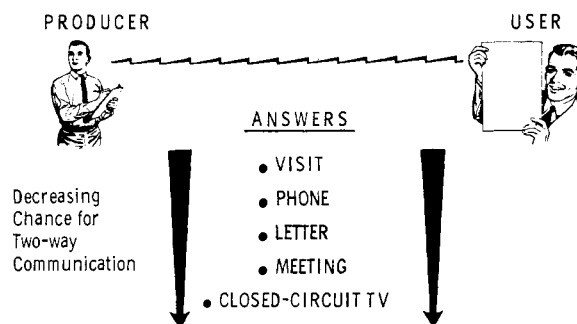 PRODUCER
USER
ANSWERS
• VISIT
• PHONE
• LETTER
• MEETING
• CLOSED-CIRCUIT TV
Decreasing
Chance for
Two-way
Communication